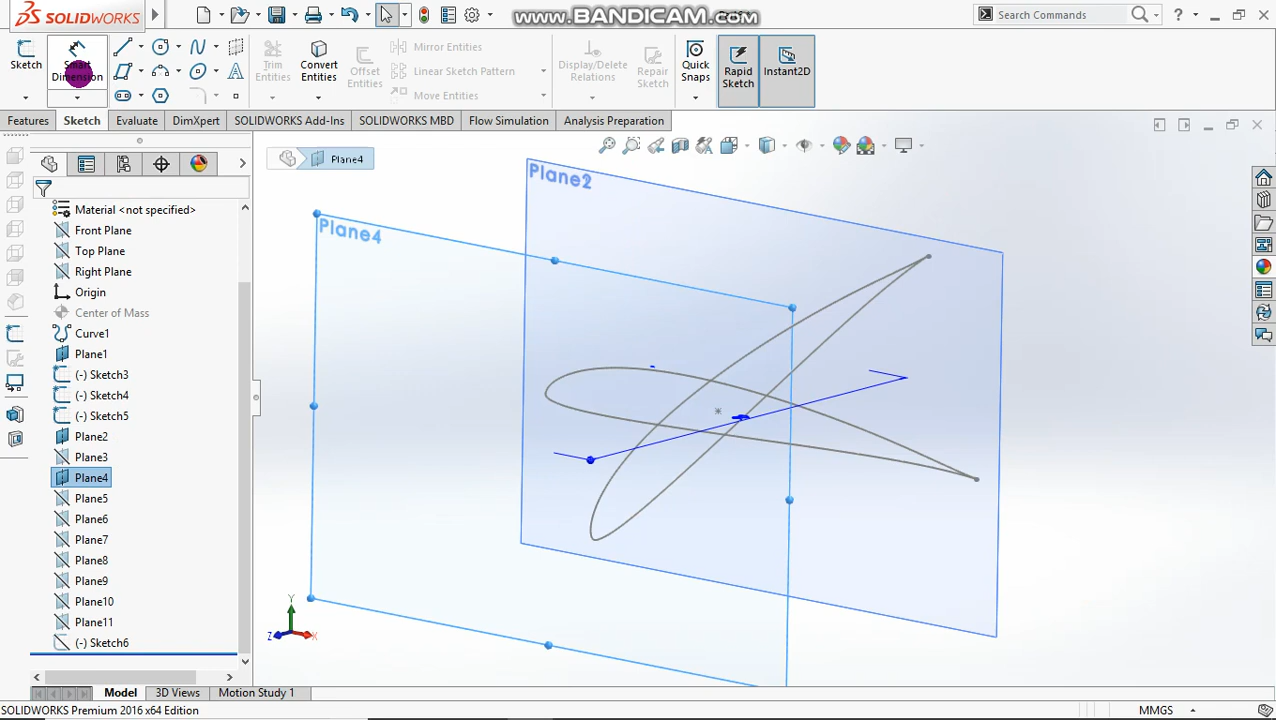 SOLIDWORKS
www.BANDICAM.com
Search Commands
Sketch
Smart Dimension
Trim Entities
Convert Entities
Offset Entities
Mirror Entities
Linear Sketch Pattern
Move Entities
Display/Delete Relations
Repair Sketch
Quick Snaps
Rapid Sketch
Instant2D
Features
Sketch
Evaluate
DimXpert
SOLIDWORKS Add-Ins
SOLIDWORKS MBD
Flow Simulation
Analysis Preparation
Plane4
Plane2
Plane4
Material <not specified>
Front Plane
Top Plane
Right Plane
Origin
Center of Mass
Curve1
Plane1
(-) Sketch3
(-) Sketch4
(-) Sketch5
Plane2
Plane3
Plane4
Plane5
Plane6
Plane7
Plane8
Plane9
Plane10
Plane11
(-) Sketch6
Y
Z
X
Model
3D Views
Motion Study 1
SOLIDWORKS Premium 2016 x64 Edition
MMGS